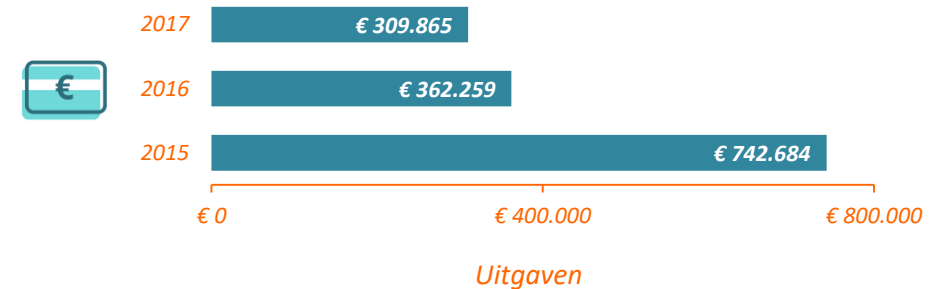 2017 € 309.865
€
2016 € 362.259
2015 € 742.684
€ 0 € 400.000 € 800.000
Uitgaven